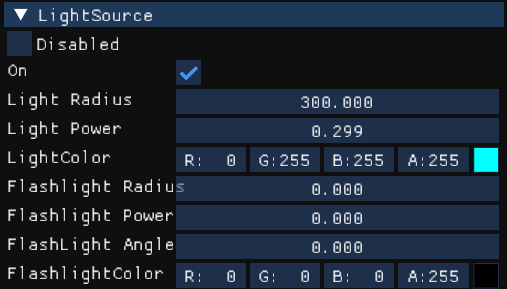 LightSource
Disabled
On
Light Radius 300.000
Light Power 0.299
LightColor R: 0 G:255 B:255 A:255
Flashlight Radius 0.000
Flashlight Power 0.000
FlashLight Angle 0.000
FlashlightColor R: 0 G: 0 B: 0 A:255